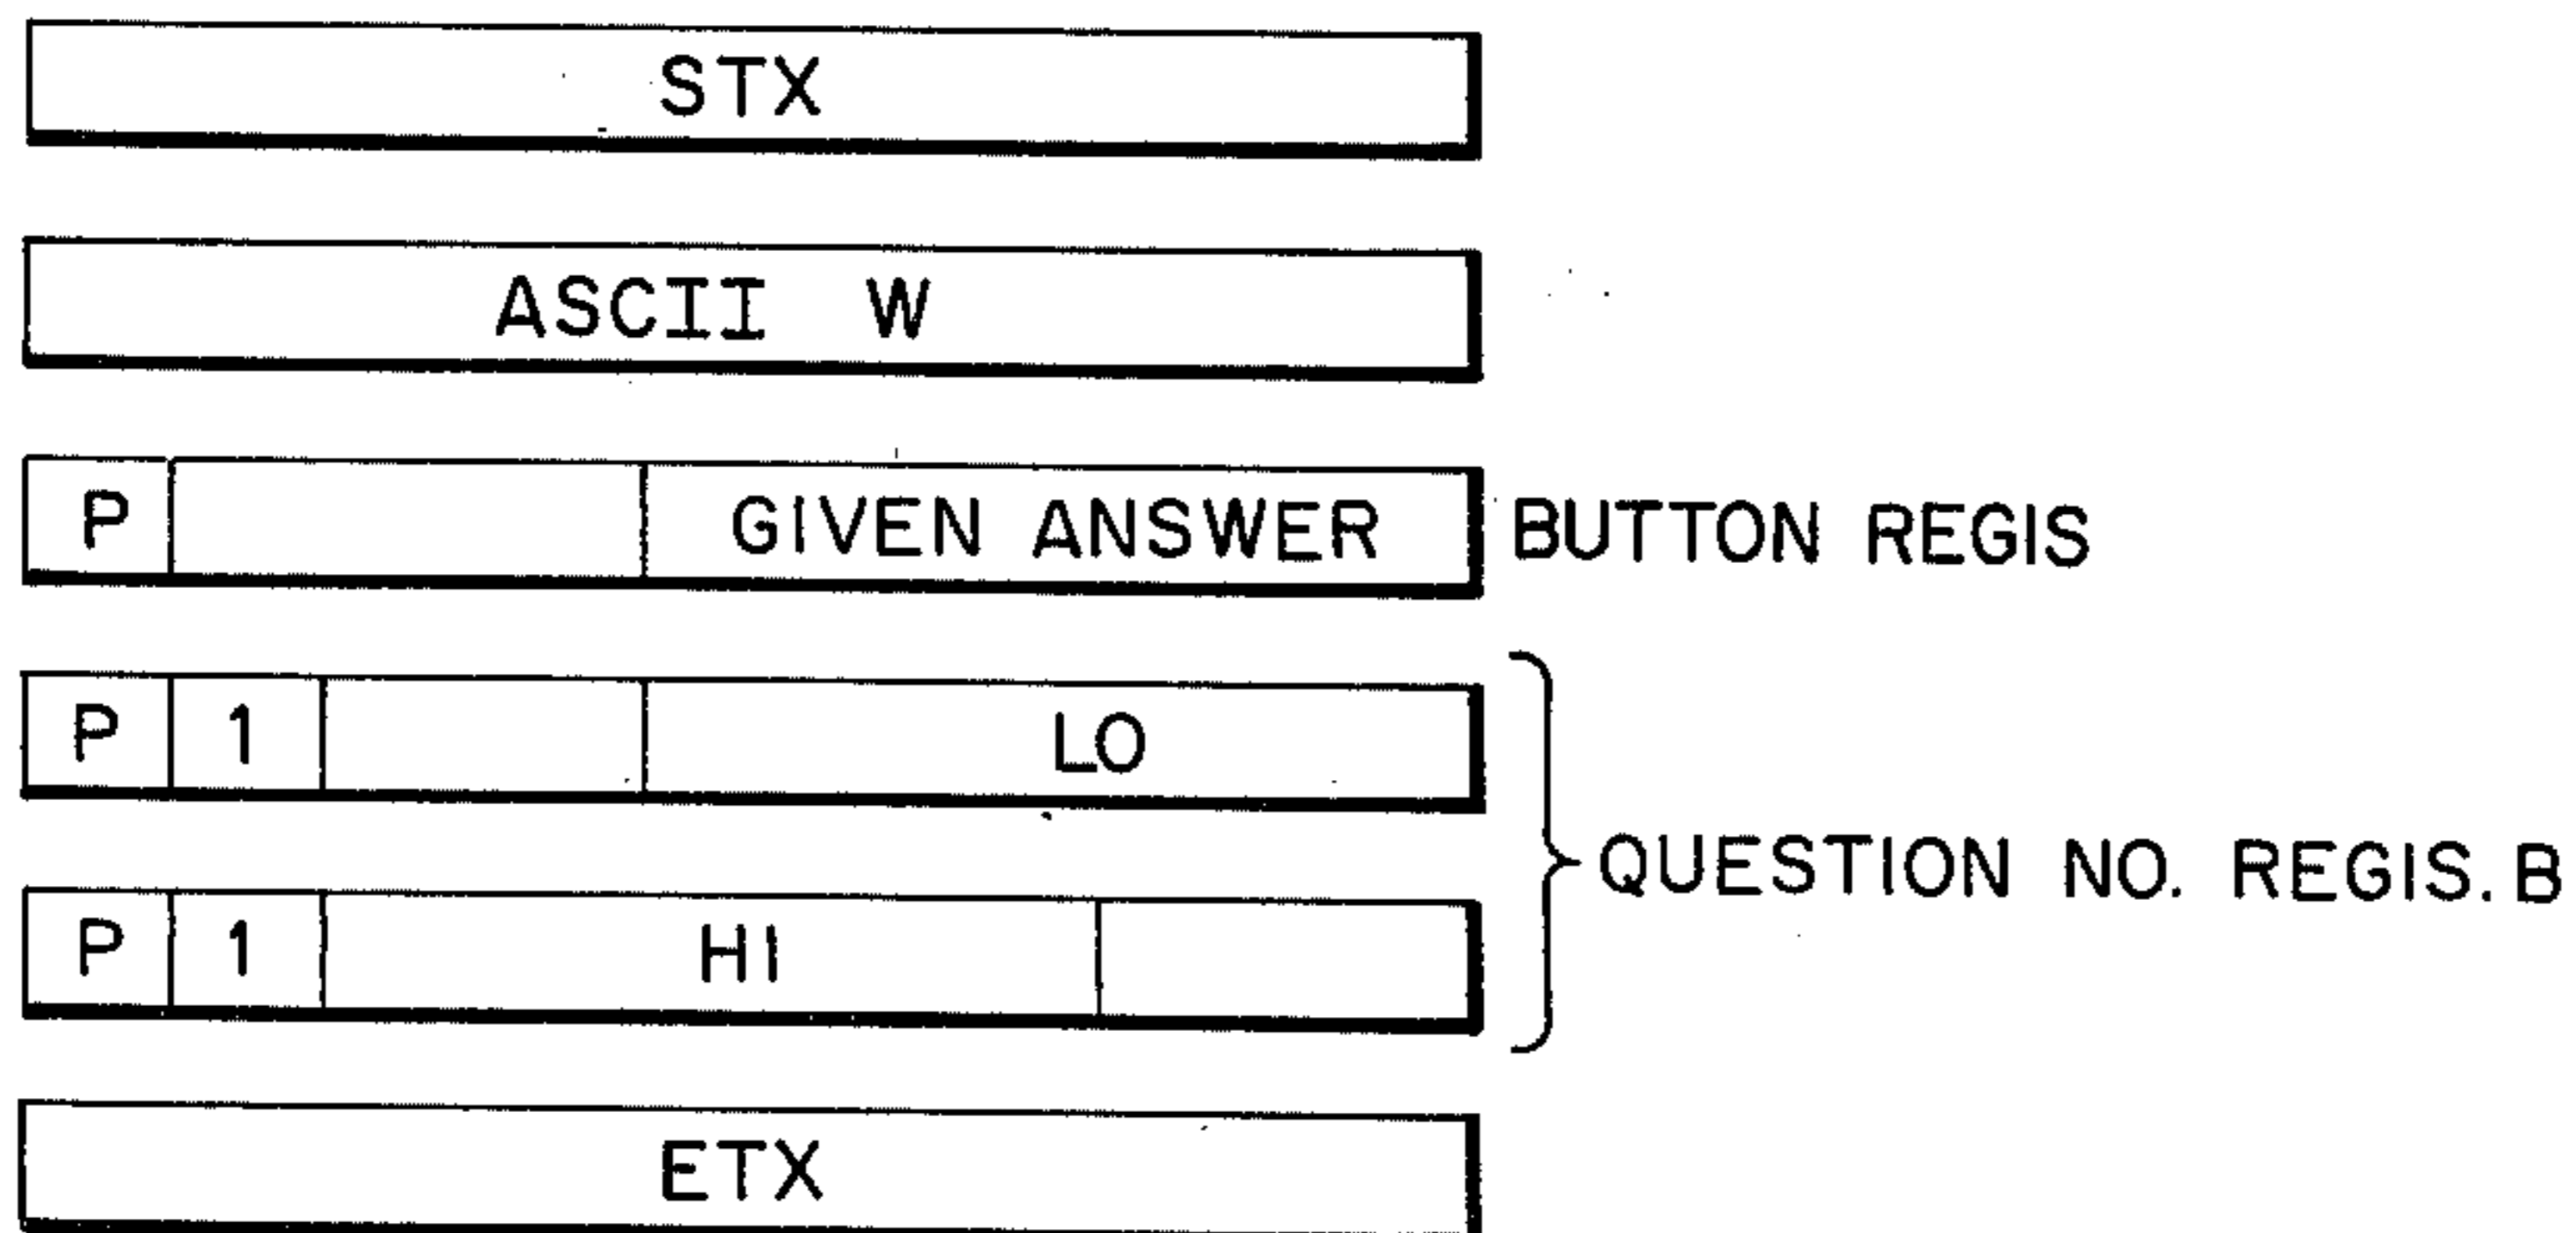 STX
ASCII W
P GIVEN ANSWER BUTTON REGIS
P 1 LO
QUESTION NO. REGIS. B
P 1 HI
ETX